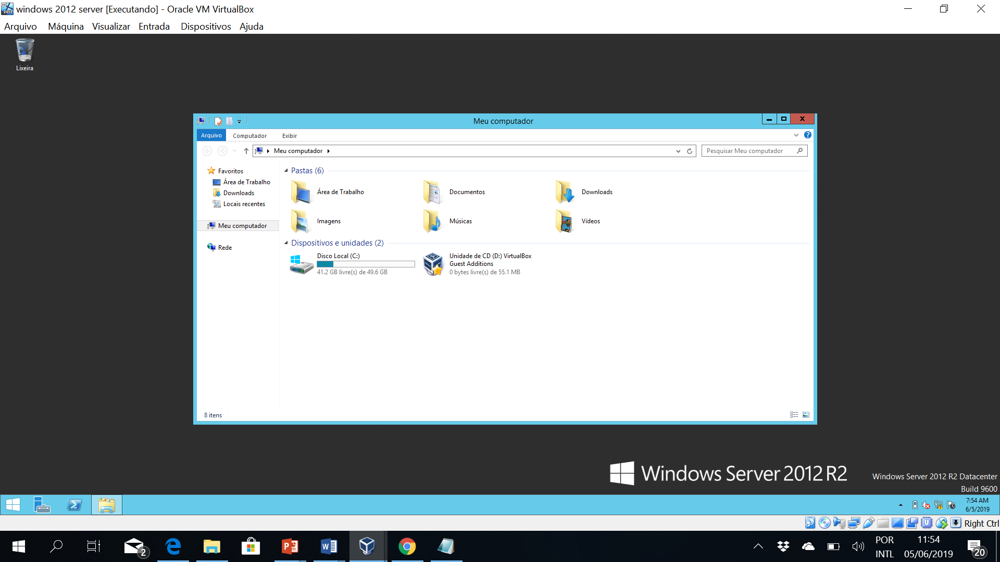 windows 2012 server [Executando] - Oracle VM VirtualBox
Arquivo Máquina Visualizar Entrada Dispositivos Ajuda
Lixeira
Meu computador
Arquivo Computador Exibir
Meu computador
Pesquisar Meu computador
Favoritos
Área de Trabalho
Downloads
Locais recentes
Meu computador
Rede
Pastas (6)
Área de Trabalho
Documentos
Downloads
Imagens
Músicas
Vídeos
Dispositivos e unidades (2)
Disco Local (C:)
41.2 GB livre(s) de 49.6 GB
Unidade de CD (D:) VirtualBox
Guest Additions
0 bytes livre(s) de 55.1 MB
8 itens
Windows Server 2012 R2
Windows Server 2012 R2 Datacenter
Build 9600
7:54 AM
6/5/2019
Right Ctrl
2
POR
INTL
11:54
05/06/2019
20